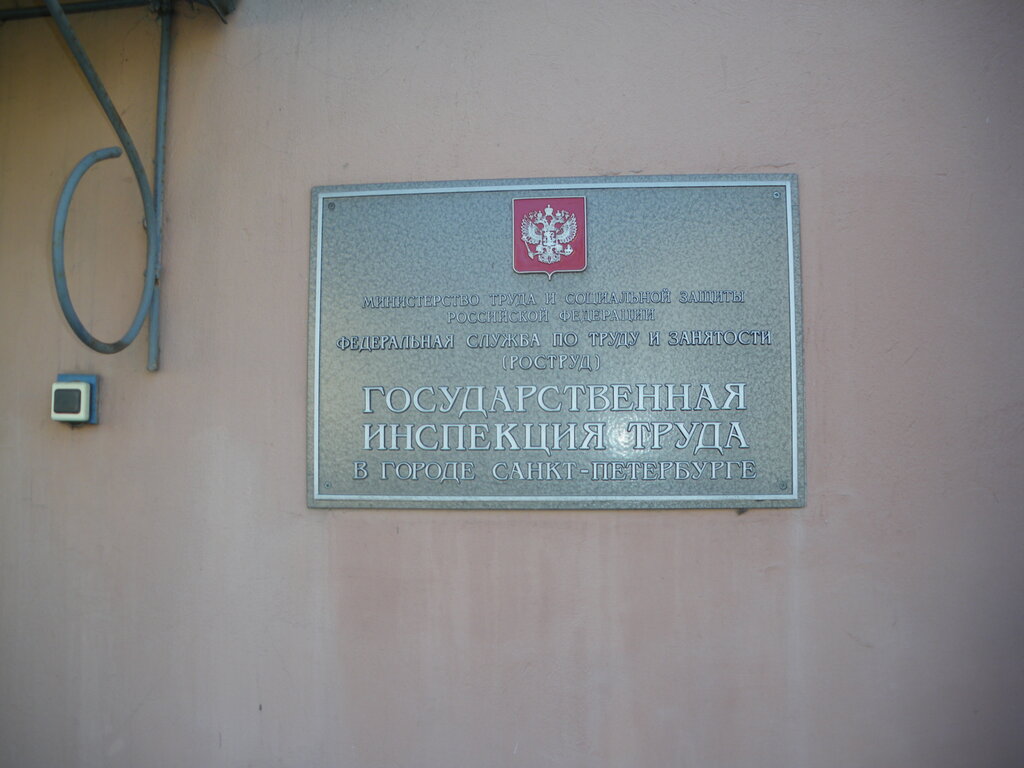 МИНИСТЕРСТВО ТРУДА И СОЦИАЛЬНОЙ ЗАЩИТЫ
РОССИЙСКОЙ ФЕДЕРАЦИИ
ФЕДЕРАЛЬНАЯ СЛУЖБА ПО ТРУДУ И ЗАНЯТОСТИ
(РОСТРУД)
ГОСУДАРСТВЕННАЯ
ИНСПЕКЦИЯ ТРУДА
В ГОРОДЕ САНКТ-ПЕТЕРБУРГЕ